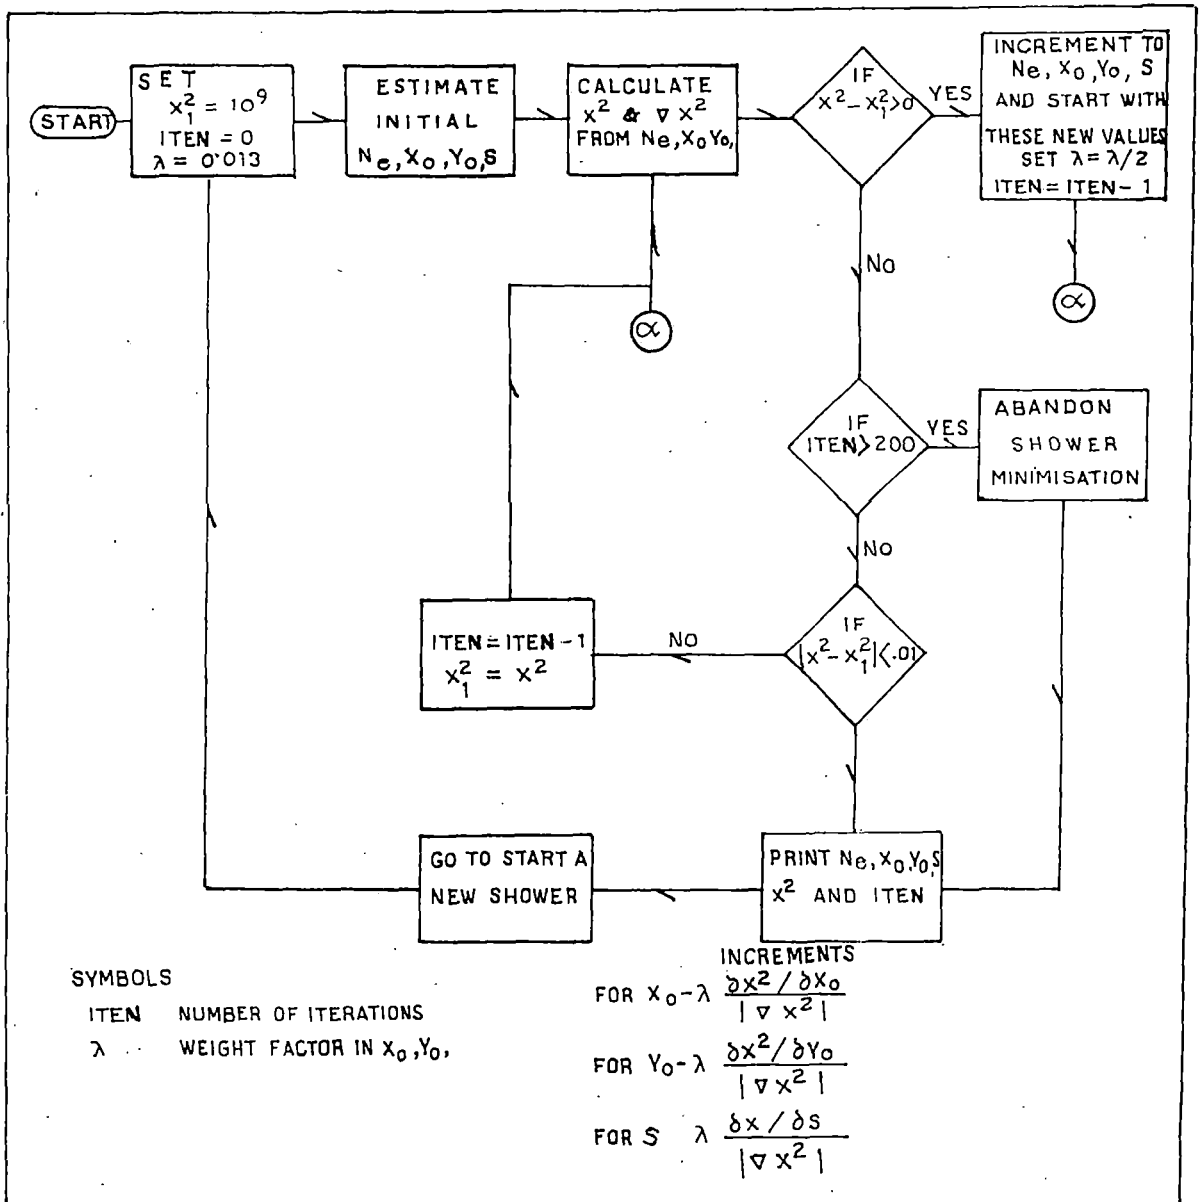 START
SET
x₁² = 10⁹
ITEN = 0
λ = 0.013
ESTIMATE
INITIAL
Ne, X₀, Y₀, S
CALCULATE
x² & ∇ x²
FROM Ne, X₀ Y₀,
IF
x² - x₁² > 0
YES
INCREMENT TO
Ne, X₀, Y₀, S
AND START WITH
THESE NEW VALUES
SET λ = λ/2
ITEN = ITEN - 1
NO
α
α
IF
ITEN > 200
YES
ABANDON
SHOWER
MINIMISATION
NO
IF
|x² - x₁²| < .01
NO
ITEN = ITEN - 1
x₁² = x²
GO TO START A
NEW SHOWER
PRINT Ne, X₀, Y₀, S
x² AND ITEN
SYMBOLS
ITEN NUMBER OF ITERATIONS
λ .. WEIGHT FACTOR IN X₀, Y₀,
INCREMENTS
FOR X₀ - λ ∂x² / ∂X₀
| ∇ x² |
FOR Y₀ - λ ∂x² / ∂Y₀
| ∇ x² |
FOR S λ ∂x / ∂S
| ∇ x² |